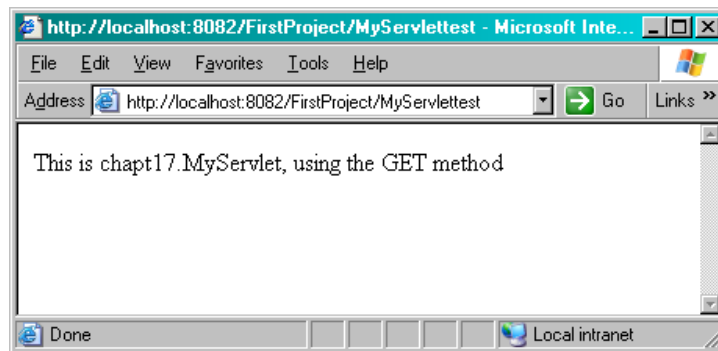 http://localhost:8082/FirstProject/MyServlettest - Microsoft Inte...
File Edit View Favorites Tools Help
Address http://localhost:8082/FirstProject/MyServlettest Go Links »
This is chapt17.MyServlet, using the GET method
Done Local intranet